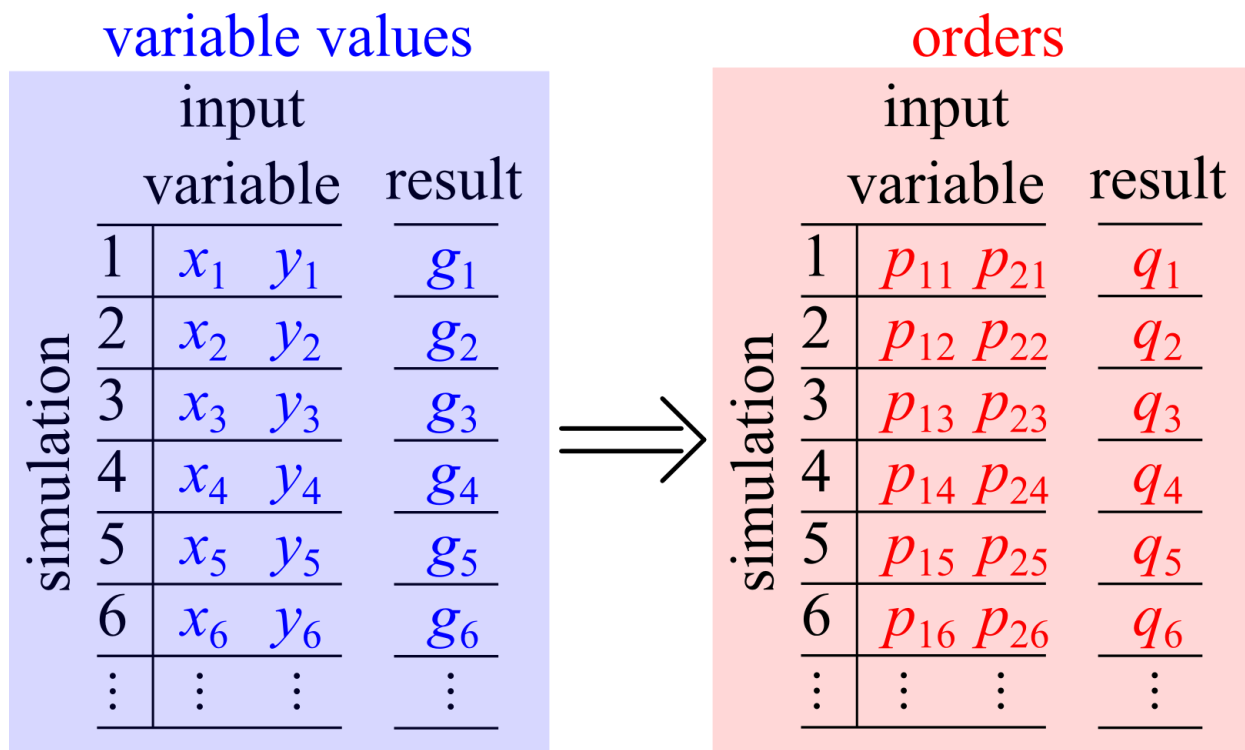 variable values
input
variable result
simulation
1 x₁ y₁ g₁
2 x₂ y₂ g₂
3 x₃ y₃ g₃
4 x₄ y₄ g₄
5 x₅ y₅ g₅
6 x₆ y₆ g₆
⋮ ⋮ ⋮ ⋮
⇒
orders
input
variable result
simulation
1 p₁₁ p₂₁ q₁
2 p₁₂ p₂₂ q₂
3 p₁₃ p₂₃ q₃
4 p₁₄ p₂₄ q₄
5 p₁₅ p₂₅ q₅
6 p₁₆ p₂₆ q₆
⋮ ⋮ ⋮ ⋮